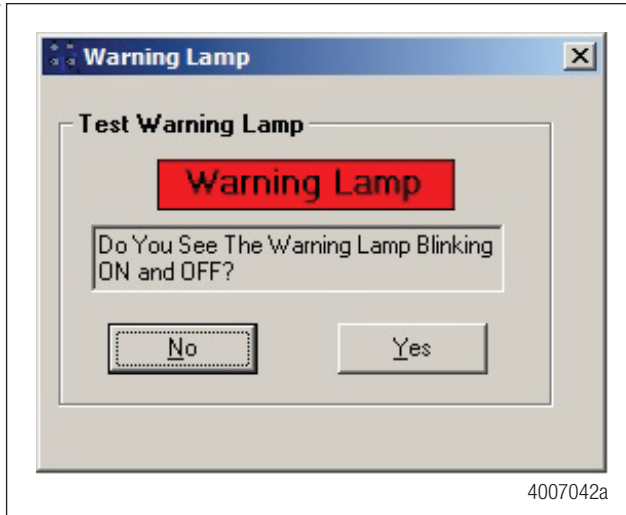 Warning Lamp
Test Warning Lamp
Warning Lamp
Do You See The Warning Lamp Blinking
ON and OFF?
No
Yes
4007042a